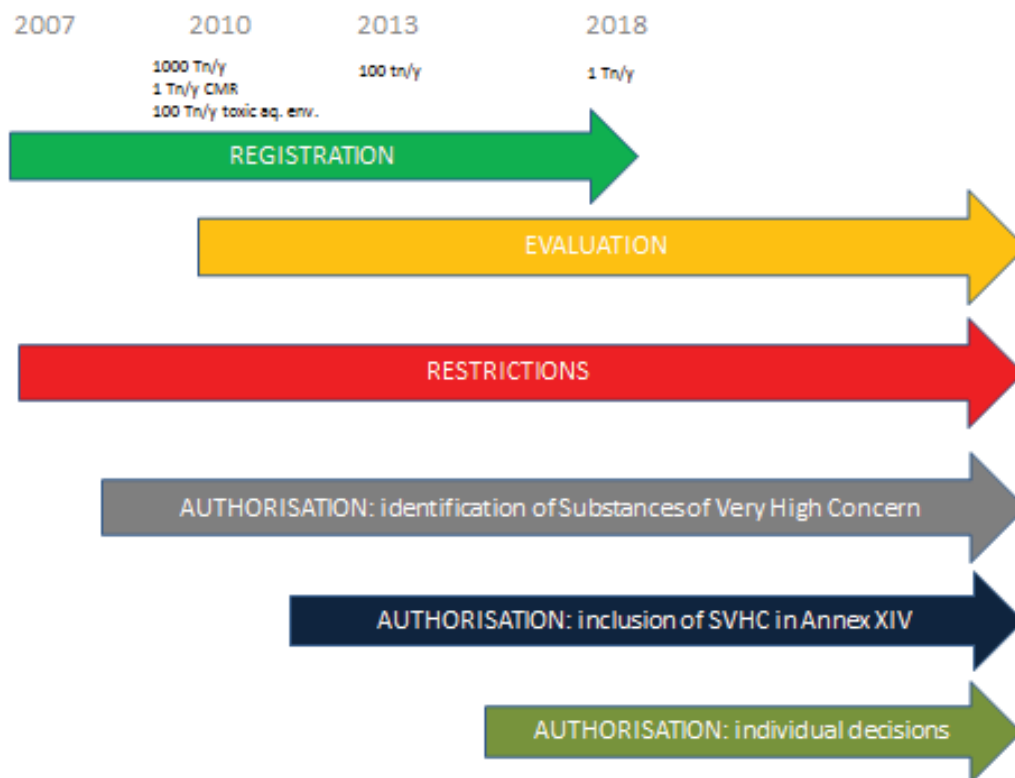 2007 2010 2013 2018
1000 Tn/y
1 Tn/y CMR
100 Tn/y toxic aq. env.
100 tn/y
1 Tn/y
REGISTRATION
EVALUATION
RESTRICTIONS
AUTHORISATION: identification of Substances of Very High Concern
AUTHORISATION: inclusion of SVHC in Annex XIV
AUTHORISATION: individual decisions